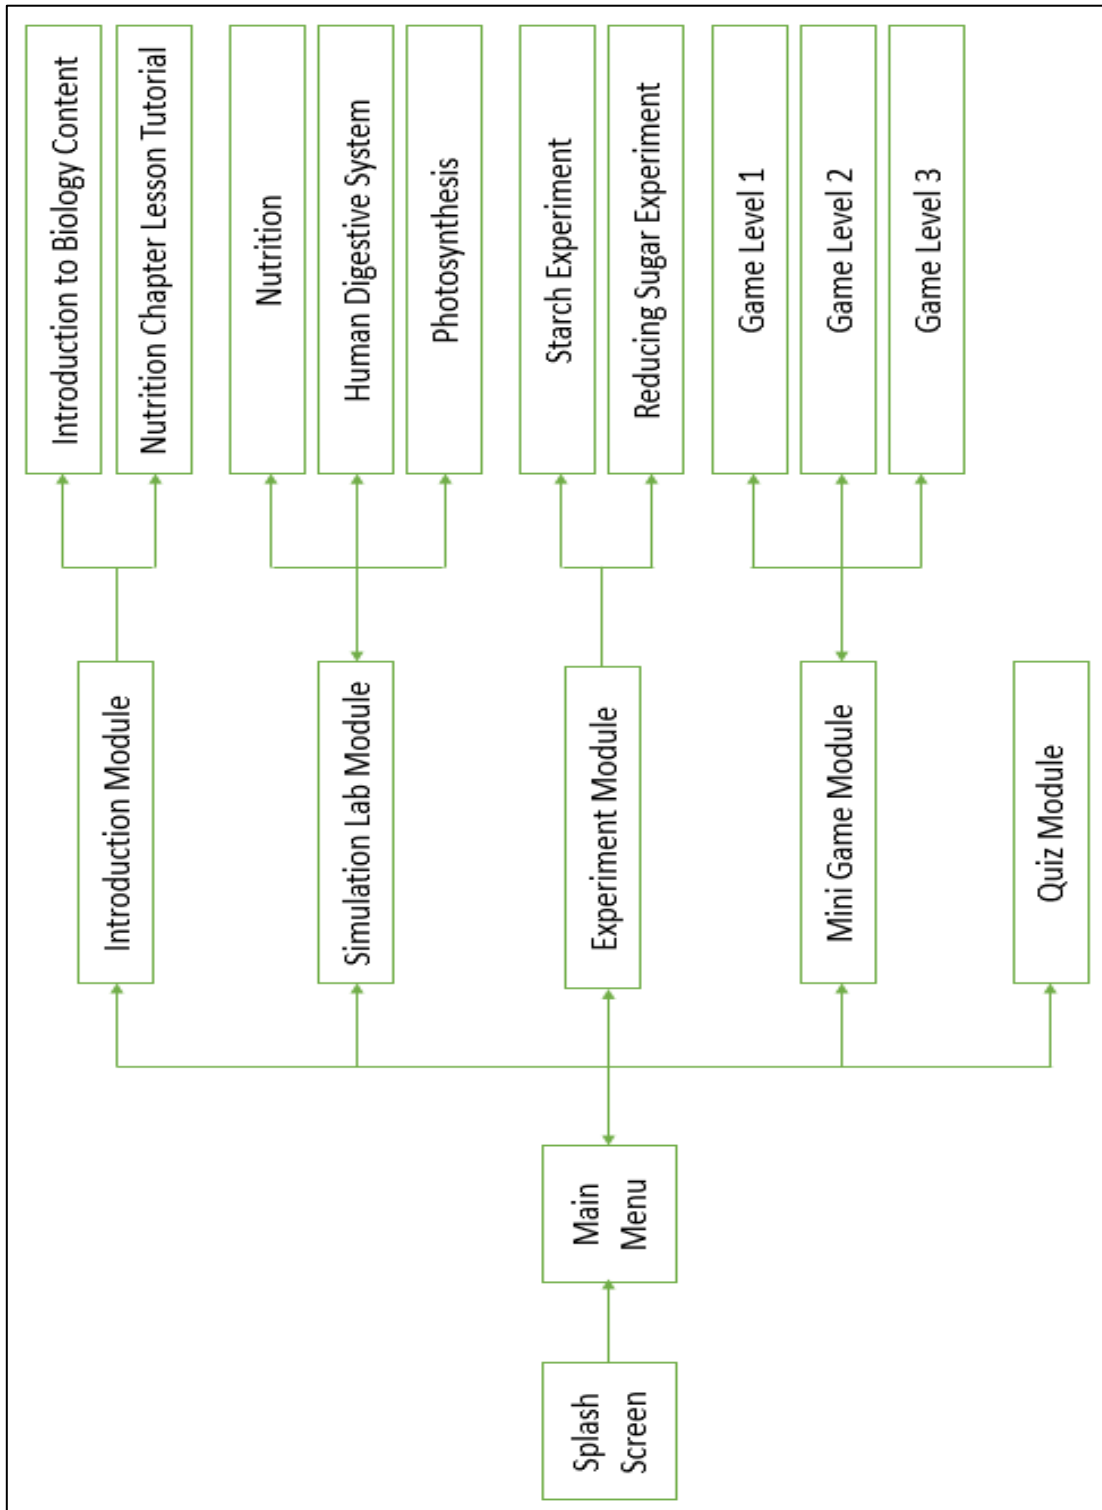 Splash
Screen
Main
Menu
Introduction Module
Simulation Lab Module
Experiment Module
Mini Game Module
Quiz Module
Introduction to Biology Content
Nutrition Chapter Lesson Tutorial
Nutrition
Human Digestive System
Photosynthesis
Starch Experiment
Reducing Sugar Experiment
Game Level 1
Game Level 2
Game Level 3